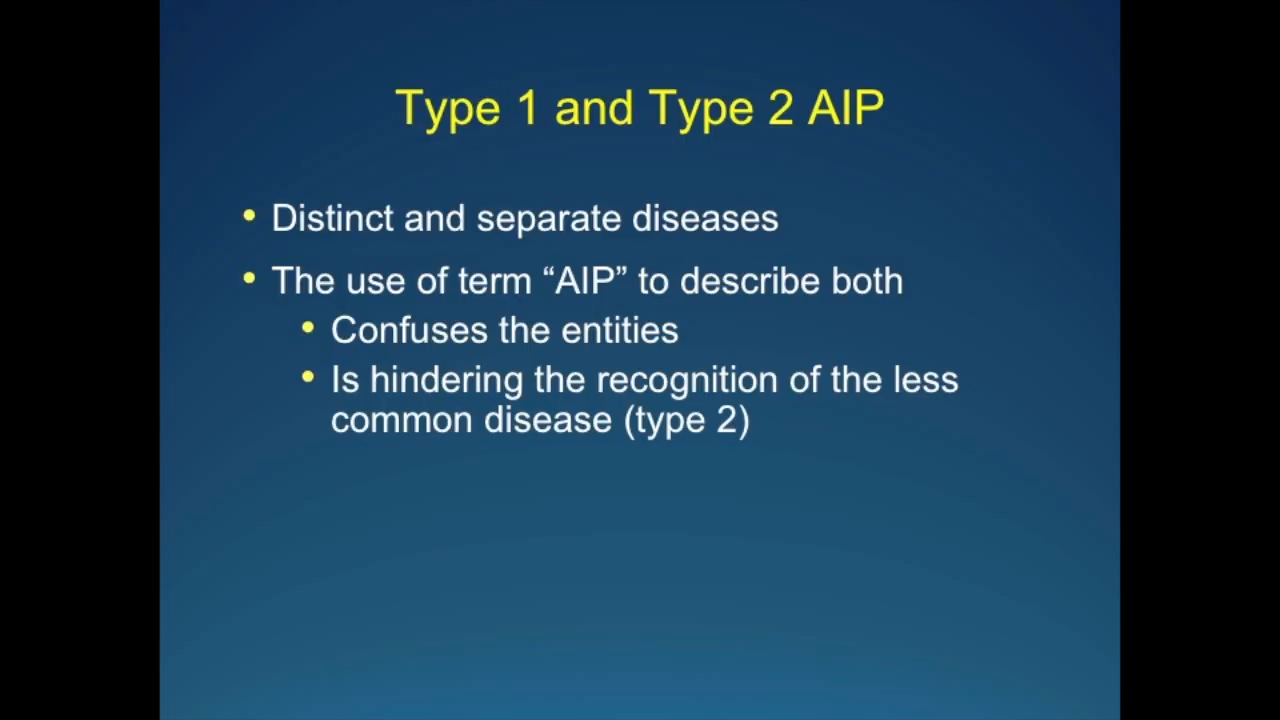 Type 1 and Type 2 AIP
• Distinct and separate diseases
• The use of term “AIP” to describe both
• Confuses the entities
• Is hindering the recognition of the less
common disease (type 2)